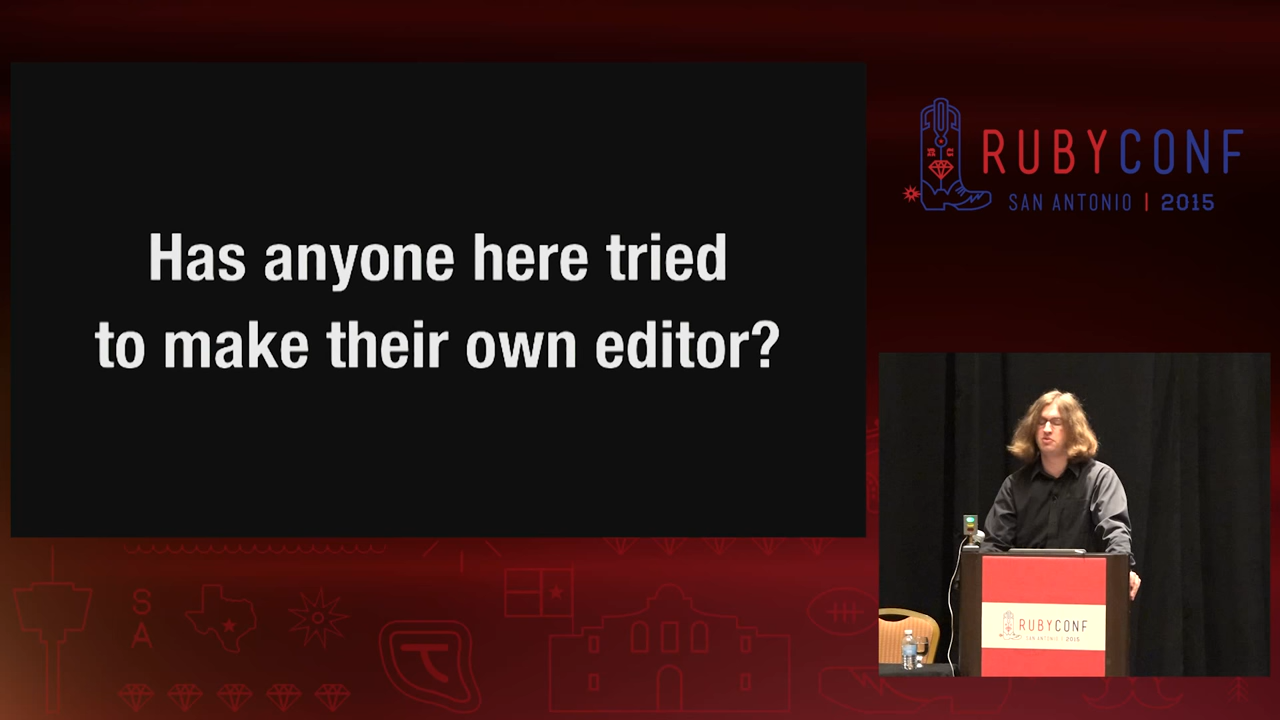 Has anyone here tried
to make their own editor?
RUBYCONF
SAN ANTONIO | 2015
S
A
RUBYCONF
SAN ANTONIO | 2015